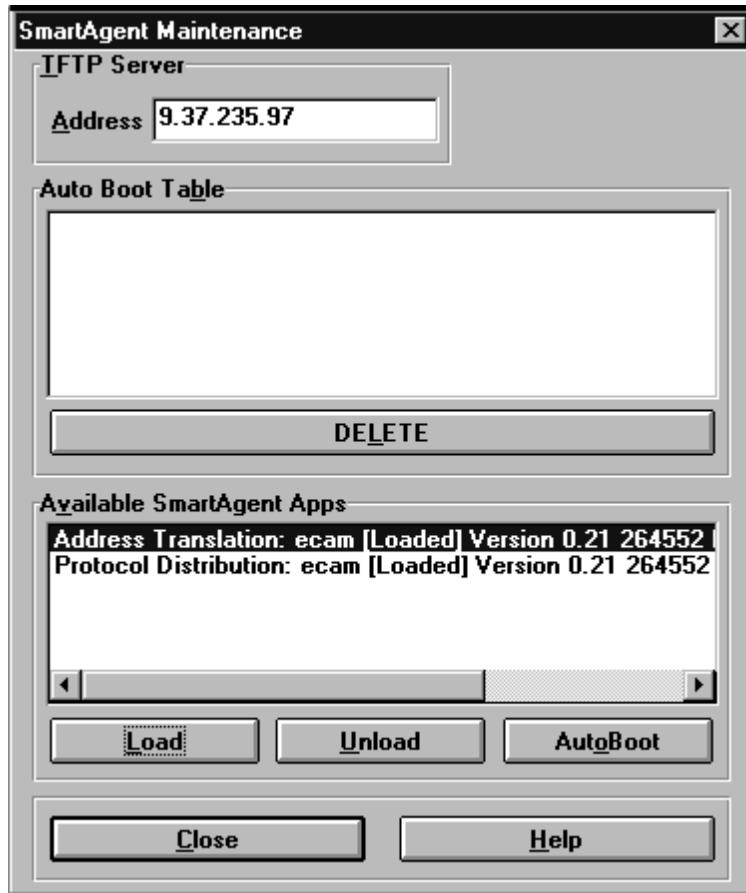 SmartAgent Maintenance
TFTP Server
Address 9.37.235.97
Auto Boot Table
DELETE
Available SmartAgent Apps
Address Translation: ecam [Loaded] Version 0.21 264552
Protocol Distribution: ecam [Loaded] Version 0.21 264552
Load Unload AutoBoot
Close Help